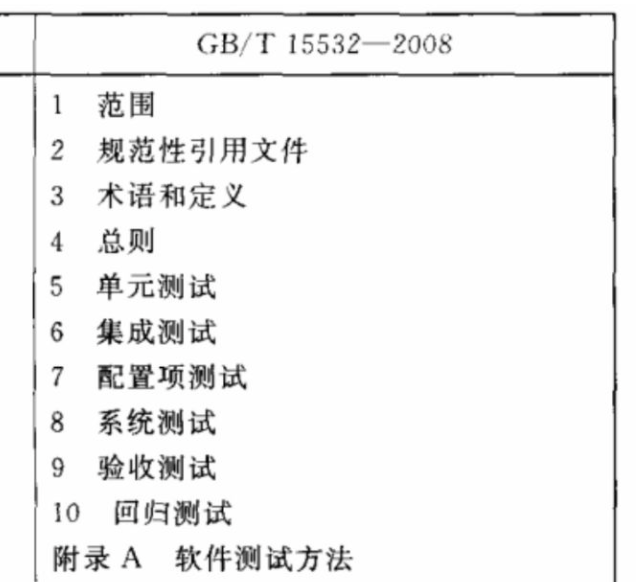 GB/T 15532—2008
1 范围
2 规范性引用文件
3 术语和定义
4 总则
5 单元测试
6 集成测试
7 配置项测试
8 系统测试
9 验收测试
10 回归测试
附录 A 软件测试方法